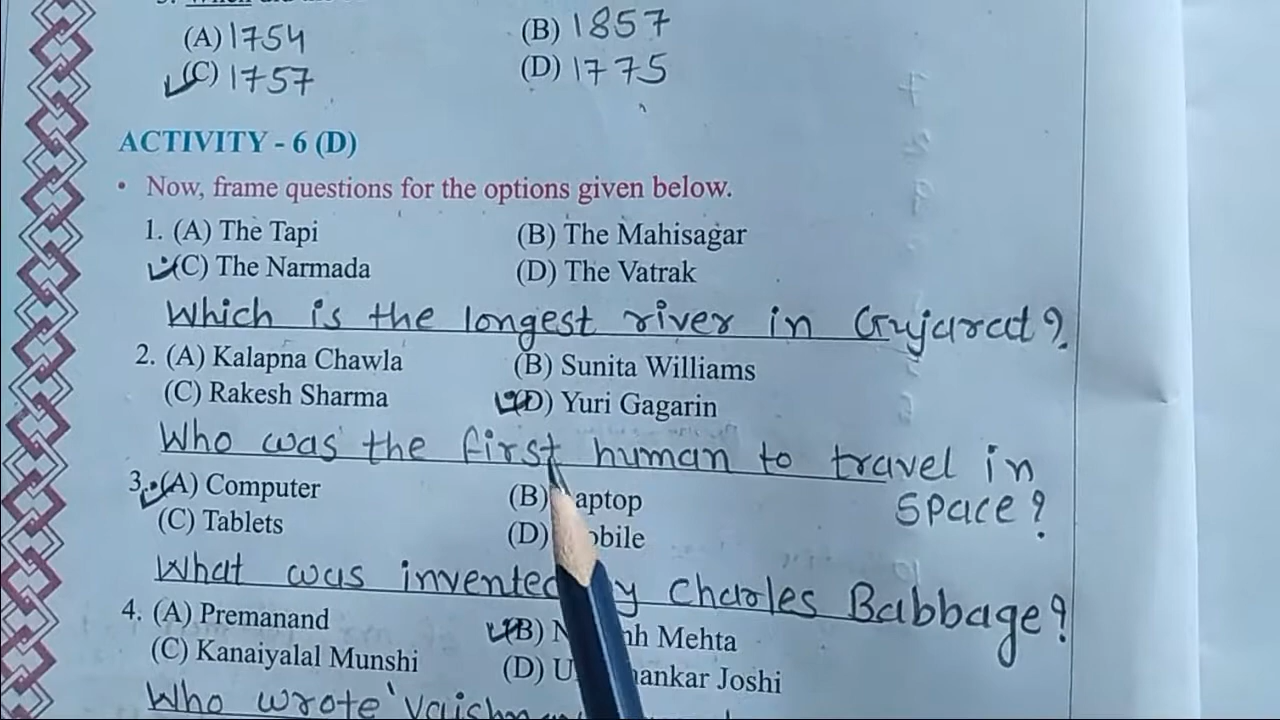 (A) 1754 (B) 1857
(C) 1757 (D) 1775
ACTIVITY - 6 (D)
• Now, frame questions for the options given below.
1. (A) The Tapi (B) The Mahisagar
(C) The Narmada (D) The Vatrak
Which is the longest river in Gujarat?
2. (A) Kalapna Chawla (B) Sunita Williams
(C) Rakesh Sharma (D) Yuri Gagarin
Who was the first human to travel in
space?
3. (A) Computer (B)
(C) Tablets (D)
What was invented Charles Babbage?
4. (A) Premanand (B) Mehta
(C) Kanaiyalal Munshi (D) Joshi
Who wrote